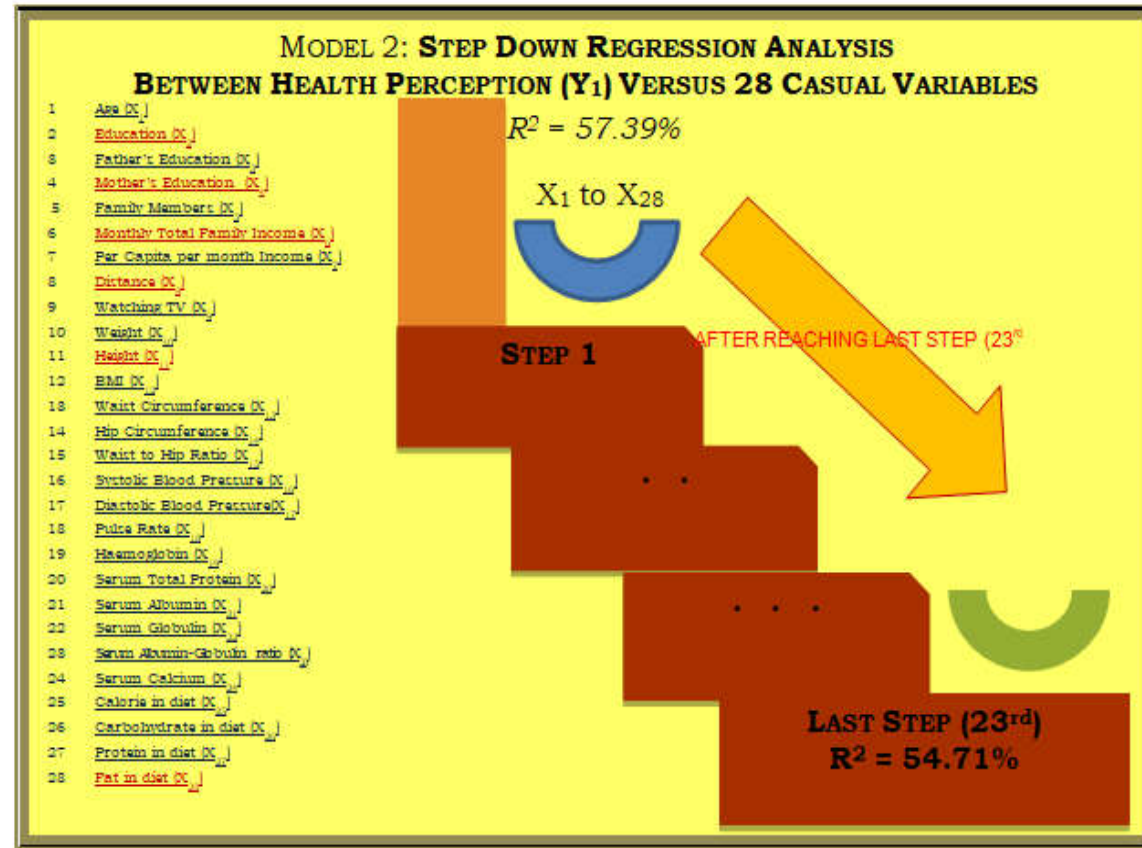 MODEL 2: STEP DOWN REGRESSION ANALYSIS
BETWEEN HEALTH PERCEPTION (Y1) VERSUS 28 CASUAL VARIABLES
1 Age (X
2 Education (X
3 Father's Education (X
4 Mother's Education (X
5 Family Members (X
6 Monthly Total Family Income (X
7 Per Capita per month Income (X
8 Distance (X
9 Watching TV (X
10 Weight (X
11 Height (X
12 BMI (X
13 Waist Circumference (X
14 Hip Circumference (X
15 Waist to Hip Ratio (X
16 Systolic Blood Pressure (X
17 Diastolic Blood Pressure(X
18 Pulse Rate (X
19 Haemoglobin (X
20 Serum Total Protein (X
21 Serum Albumin (X
22 Serum Globulin (X
23 Serum Albumin-Globulin ratio (X
24 Serum Calcium (X
25 Calorie in diet (X
26 Carbohydrate in diet (X
27 Protein in diet (X
28 Fat in diet (X
R² = 57.39%
X1 to X28
AFTER REACHING LAST STEP (23rd
STEP 1
. .
. . .
LAST STEP (23rd)
R² = 54.71%